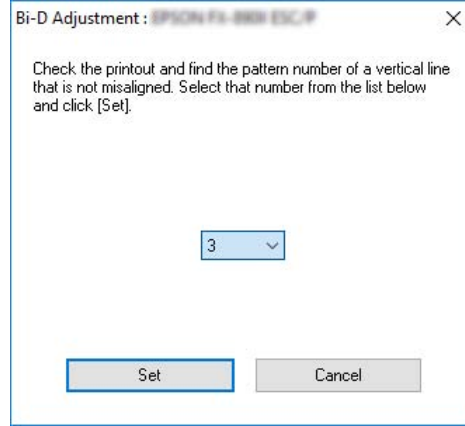 Bi-D Adjustment :
Check the printout and find the pattern number of a vertical line
that is not misaligned. Select that number from the list below
and click [Set].
3
Set
Cancel